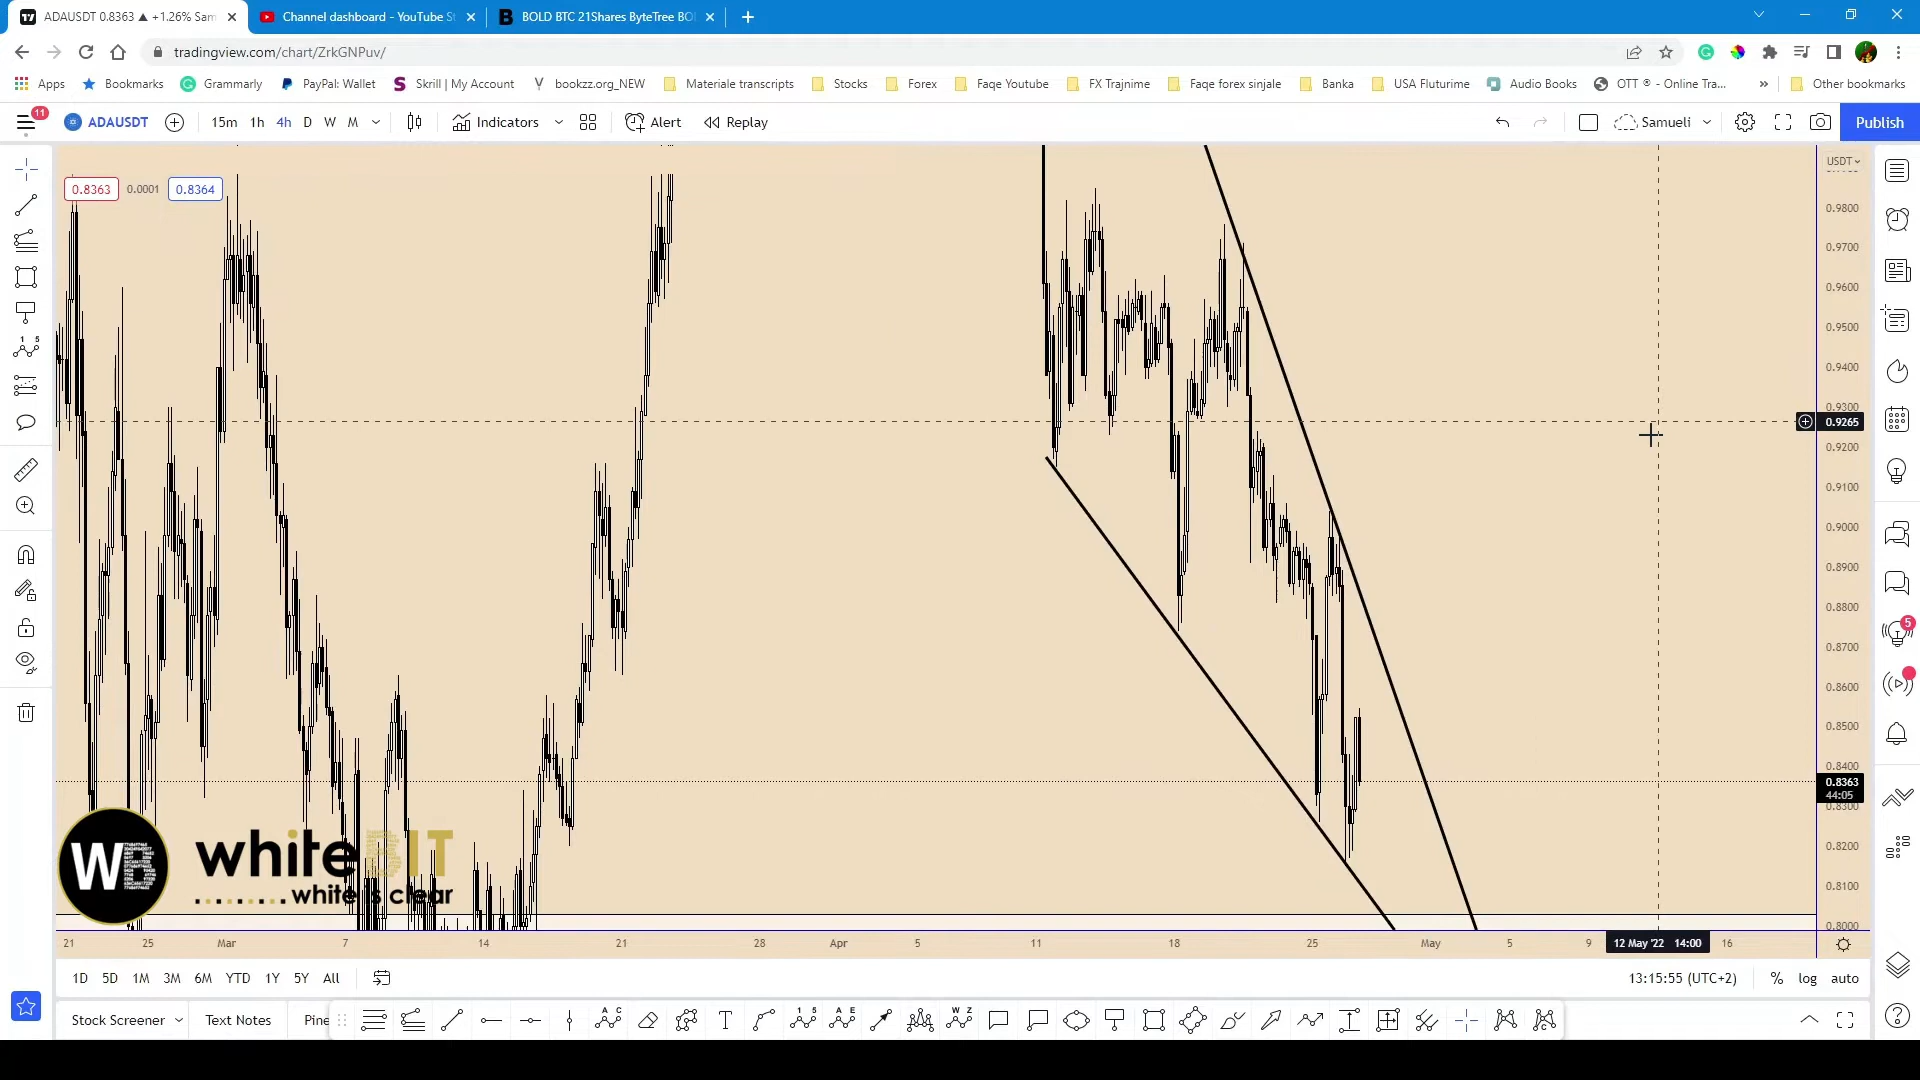 ADAUSDT 0.8363 ▲ +1.26% Sam
Channel dashboard - YouTube St
BOLD BTC 21Shares ByteTree BO
tradingview.com/chart/ZrkGNPuv/
Apps Bookmarks Grammarly PayPal: Wallet Skrill | My Account bookzz.org_NEW Materiale transcripts Stocks Forex Faqe Youtube FX Trajnime Faqe forex sinjale Banka USA Fluturime Audio Books OTT ® - Online Tra... » Other bookmarks
11 ADAUSDT 15m 1h 4h D W M Indicators Alert Replay Samueli Publish
USDT
0.8363 0.0001 0.8364
0.9800
0.9700
0.9600
0.9500
0.9400
0.9300
0.9265
0.9200
0.9100
0.9000
0.8900
0.8800
0.8700
5
0.8600
0.8500
0.8400
0.8363
44:05
0.8300
0.8200
0.8100
0.8000
WB
whiteBIT
.........white is clear
21 25 Mar 7 14 21 28 Apr 5 11 18 25 May 5 9 12 May '22 14:00 16
1D 5D 1M 3M 6M YTD 1Y 5Y All 13:15:55 (UTC+2) % log auto
Stock Screener Text Notes Pine